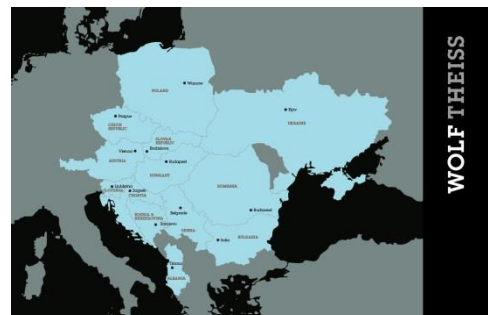 Warsaw
POLAND
Kyiv
UKRAINE
Prague
CZECH
REPUBLIC
SLOVAK
REPUBLIC
Vienna
Bratislava
AUSTRIA
Budapest
HUNGARY
Ljubljana
SLOVENIA
Zagreb
CROATIA
ROMANIA
Bucharest
BOSNIA &
HERZEGOVINA
Belgrade
Sarajevo
SERBIA
Sofia
BULGARIA
Tirana
ALBANIA
WOLF THEISS